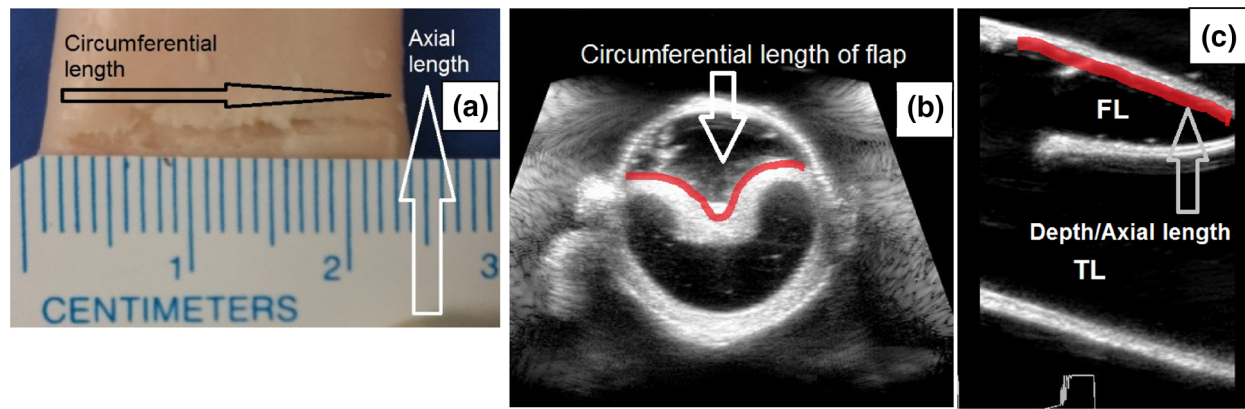 Circumferential
length
Axial
length
(a)
1
2
3
CENTIMETERS
Circumferential length of flap
(b)
(c)
FL
Depth/Axial length
TL